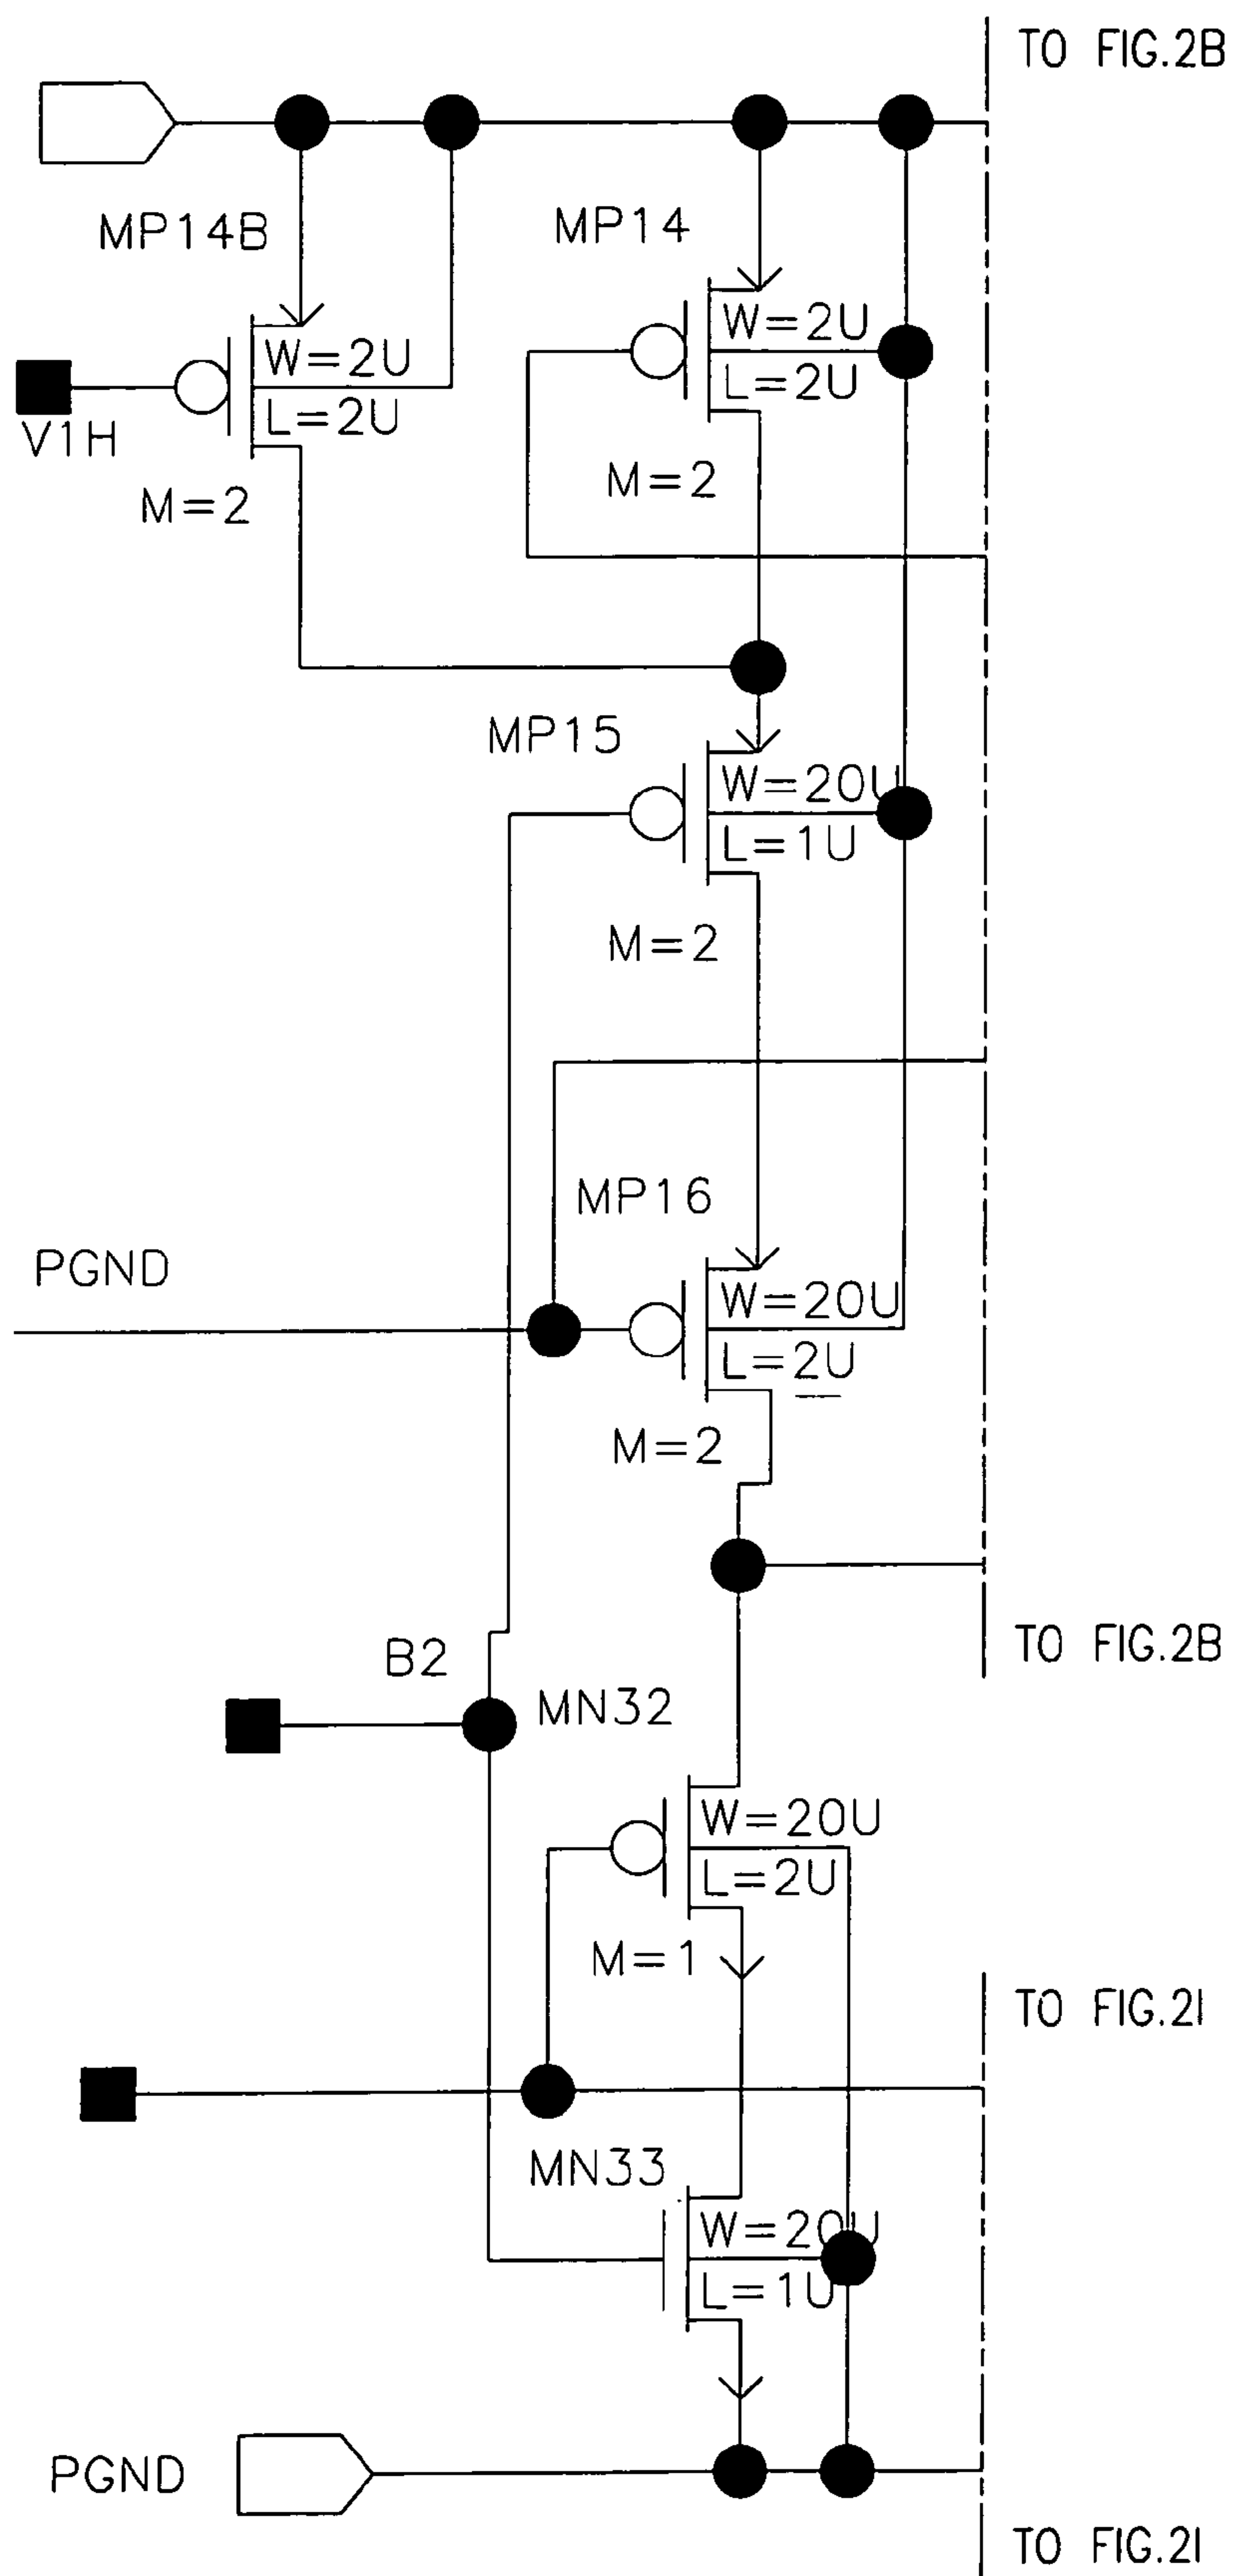 TO FIG.2B
MP14B
MP14
W=2U
L=2U
V1H
M=2
W=2U
L=2U
M=2
MP15
W=20U
L=1U
M=2
MP16
PGND
W=20U
L=2U
M=2
TO FIG.2B
B2
MN32
W=20U
L=2U
M=1
TO FIG.2I
MN33
W=20U
L=1U
PGND
TO FIG.2I